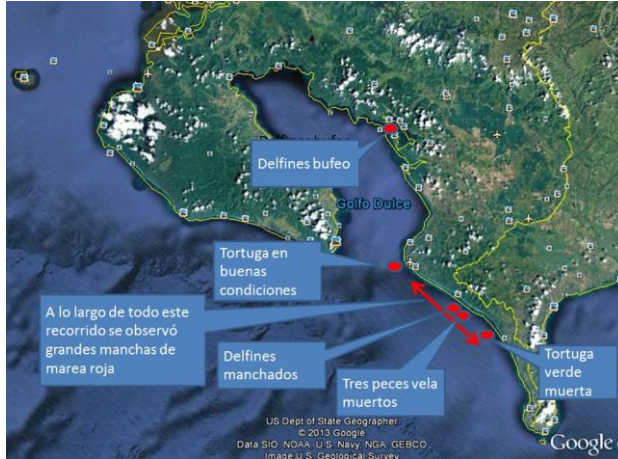 Delfines bufeo
Delfines bufeo
Golfo Dulce
Tortuga en
buenas
condiciones
A lo largo de todo este
recorrido se observó
grandes manchas de
marea roja
Delfines
manchados
Tres peces vela
muertos
Tortuga
verde
muerta
US Dept of State Geographer
© 2013 Google
Data SIO, NOAA, U.S. Navy, NGA, GEBCO
Image U.S. Geological Survey
Google